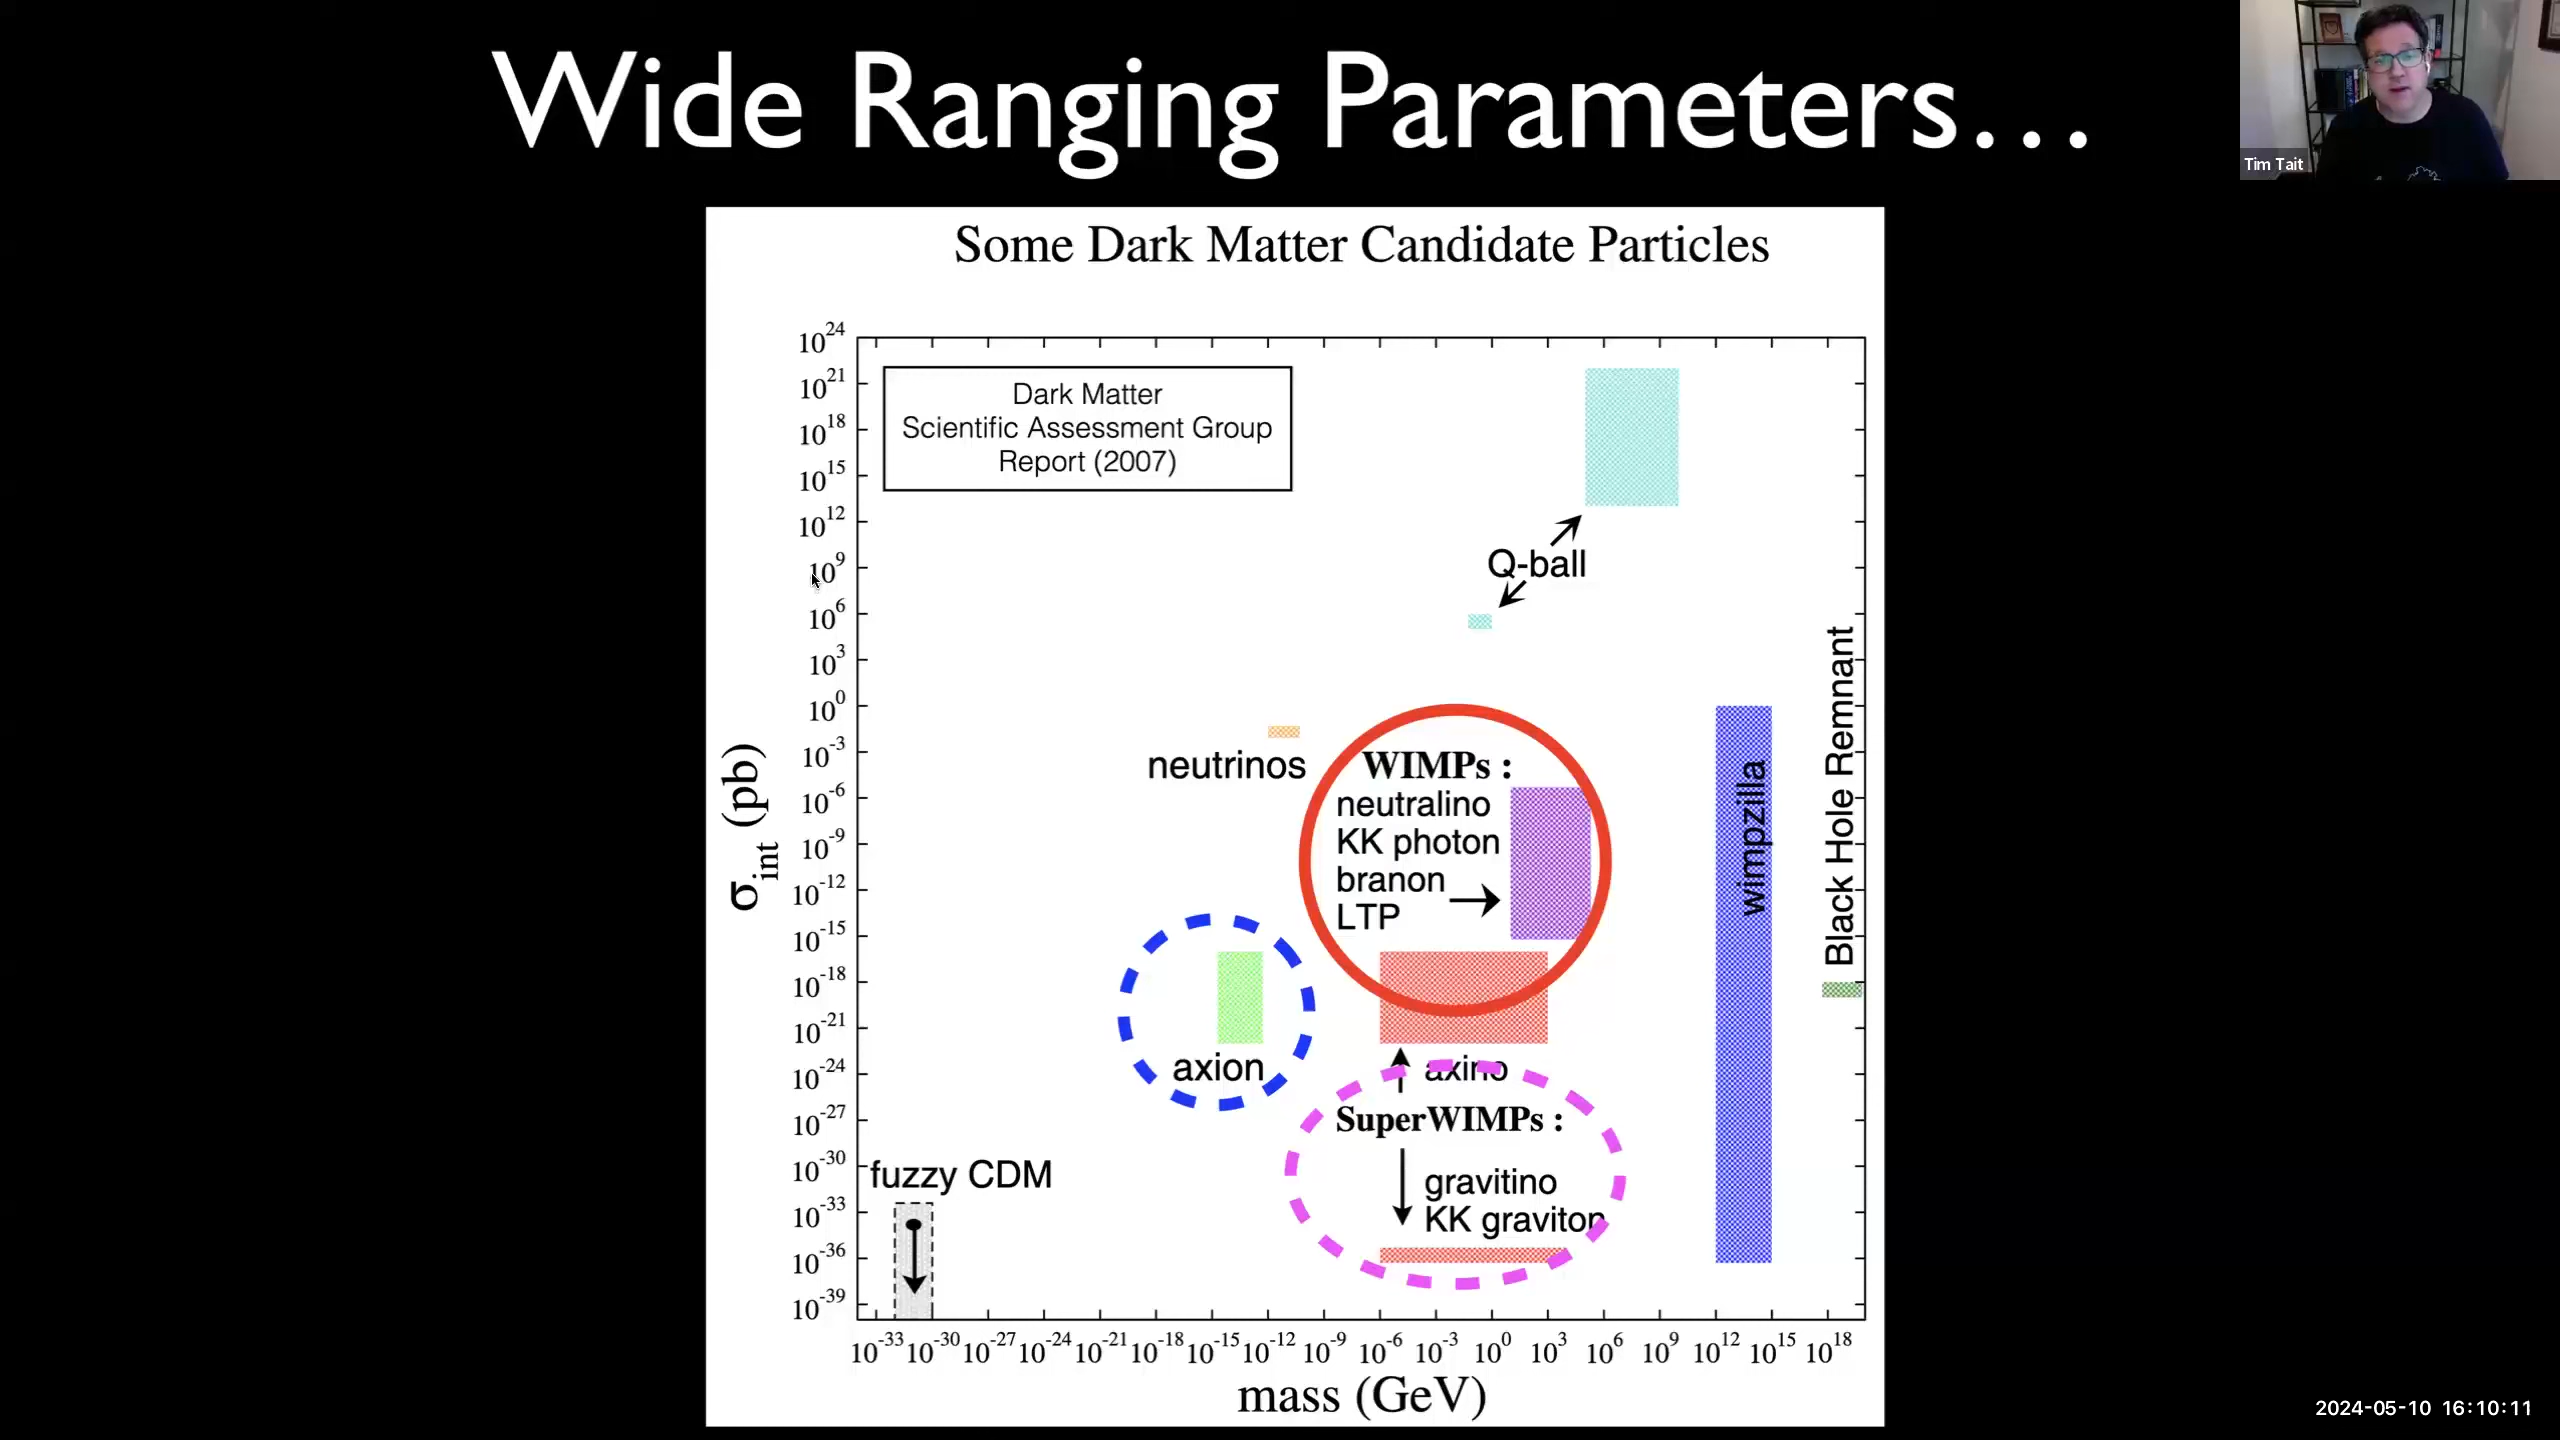 Wide Ranging Parameters...
Tim Tait
Some Dark Matter Candidate Particles
Dark Matter
Scientific Assessment Group
Report (2007)
10^24
10^21
10^18
10^15
10^12
10^9
10^6
10^3
10^0
10^-3
10^-6
10^-9
10^-12
10^-15
10^-18
10^-21
10^-24
10^-27
10^-30
10^-33
10^-36
10^-39
σ_int (pb)
Q-ball
neutrinos
WIMPs :
neutralino
KK photon
branon
LTP
wimpzilla
Black Hole Remnant
axion
axino
SuperWIMPs :
gravitino
KK graviton
fuzzy CDM
10^-33 10^-30 10^-27 10^-24 10^-21 10^-18 10^-15 10^-12 10^-9 10^-6 10^-3 10^0 10^3 10^6 10^9 10^12 10^15 10^18
mass (GeV)
2024-05-10 16:10:11